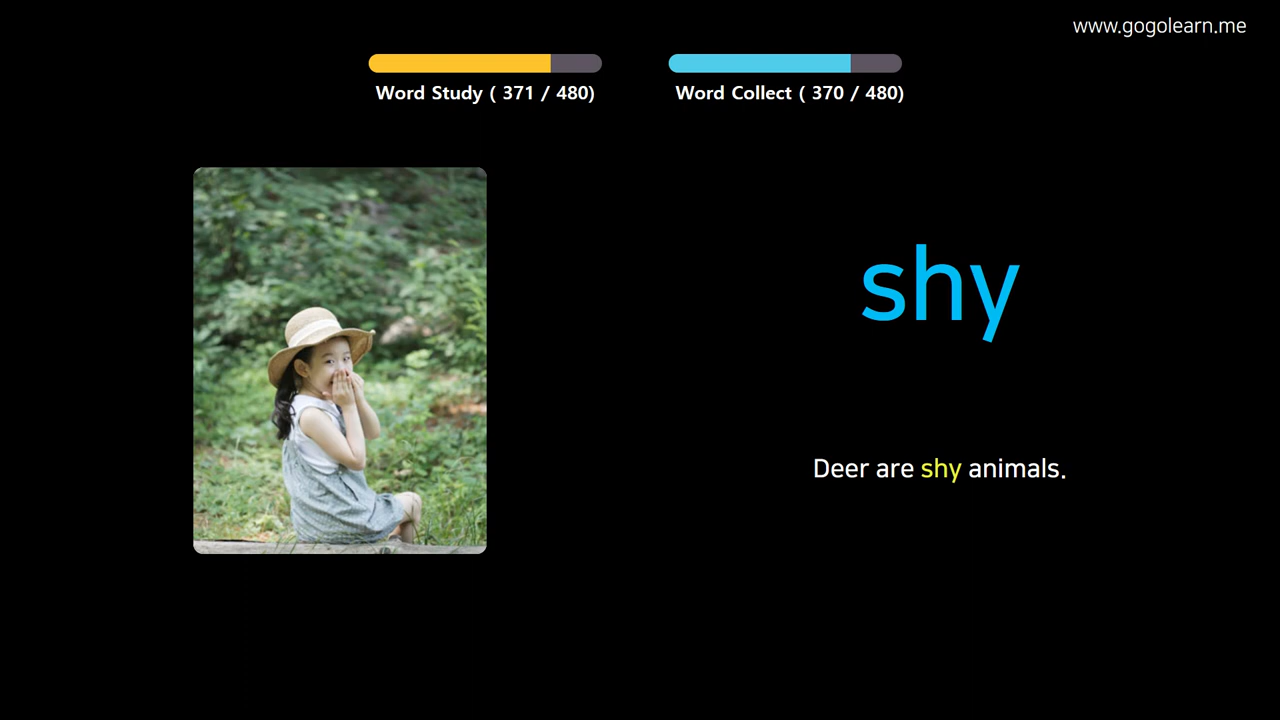 www.gogolearn.me
Word Study ( 371 / 480)
Word Collect ( 370 / 480)
shy
Deer are shy animals.